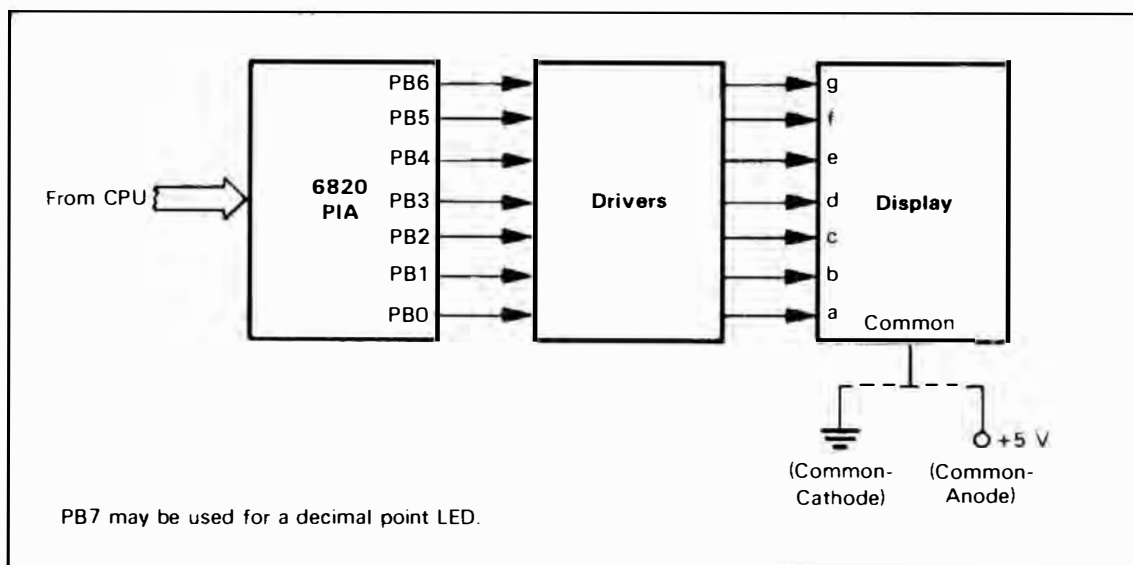 PB6
PB5
PB4
PB3
PB2
PB1
PB0
From CPU
6820
PIA
Drivers
g
f
e
d
c
b
a
Display
Common
+5 V
(Common-
Cathode)
(Common-
Anode)
PB7 may be used for a decimal point LED.